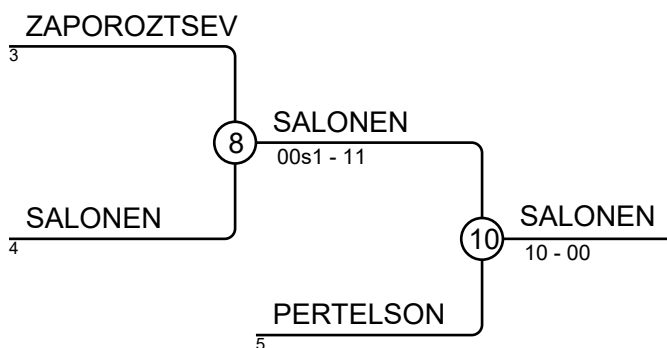 ZAPOROZTSEV
3
8
SALONEN
00s1 - 11
SALONEN
4
10
SALONEN
10 - 00
PERTELSON
5